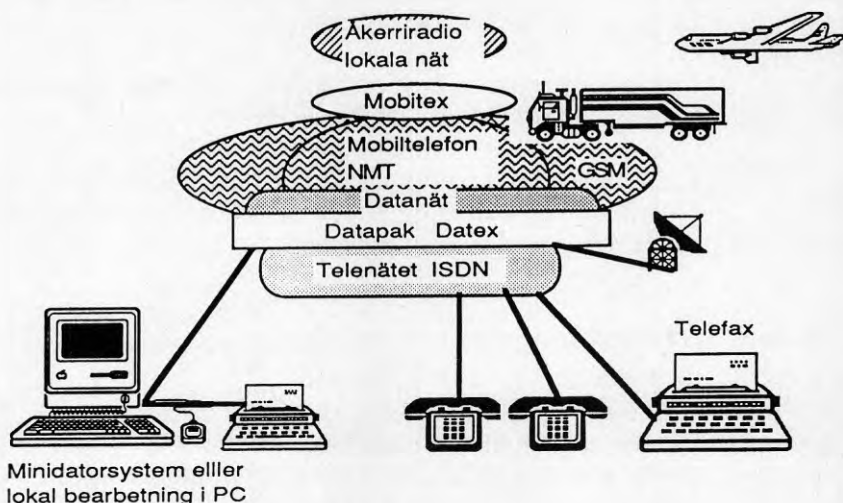 Åkerriradio
lokala nät
Mobitex
Mobiltelefon
NMT GSM
Datanät
Datapak Datex
Telenätet ISDN
Telefax
Minidatorsystem elller
lokal bearbetning i PC